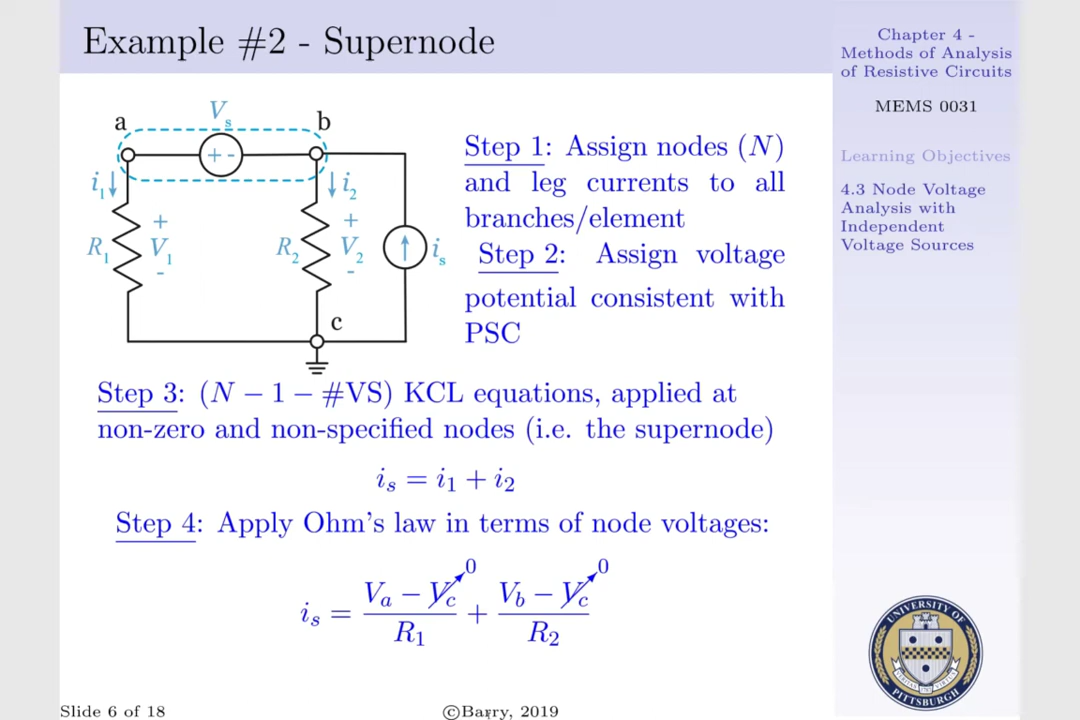 Example #2 - Supernode
a
V_s
b
+ -
i_1
i_2
+
+
R_1
V_1
R_2
V_2
i_s
-
-
c
Step 1: Assign nodes (N)
and leg currents to all
branches/element
Step 2: Assign voltage
potential consistent with
PSC
Step 3: (N − 1 − #VS) KCL equations, applied at
non-zero and non-specified nodes (i.e. the supernode)
i_s = i_1 + i_2
Step 4: Apply Ohm's law in terms of node voltages:
i_s = (V_a − V_c^0)/R_1 + (V_b − V_c^0)/R_2
Slide 6 of 18
©Barry, 2019
Chapter 4 -
Methods of Analysis
of Resistive Circuits
MEMS 0031
Learning Objectives
4.3 Node Voltage
Analysis with
Independent
Voltage Sources
UNIVERSITY OF
PITTSBURGH